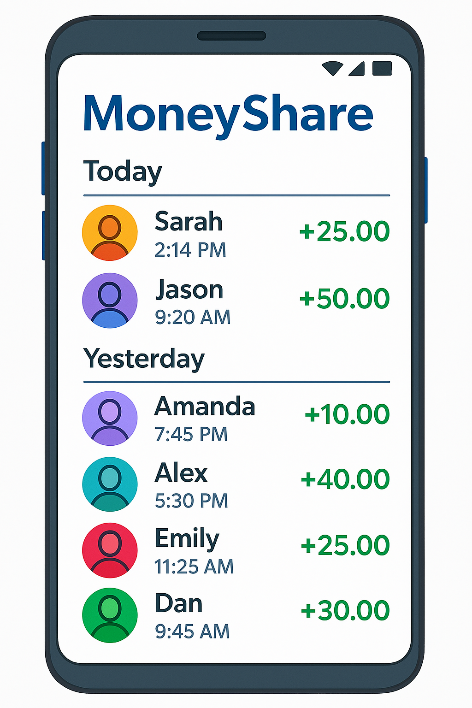 MoneyShare
Today
Sarah +25.00
2:14 PM
Jason +50.00
9:20 AM
Yesterday
Amanda +10.00
7:45 PM
Alex +40.00
5:30 PM
Emily +25.00
11:25 AM
Dan +30.00
9:45 AM